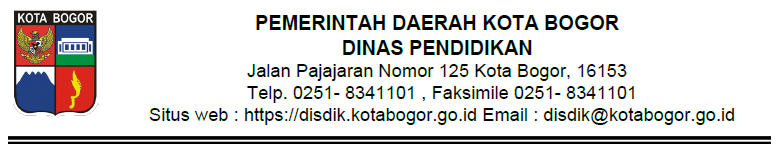 KOTA BOGOR
PEMERINTAH DAERAH KOTA BOGOR
DINAS PENDIDIKAN
Jalan Pajajaran Nomor 125 Kota Bogor, 16153
Telp. 0251- 8341101 , Faksimile 0251- 8341101
Situs web : https://disdik.kotabogor.go.id Email : disdik@kotabogor.go.id